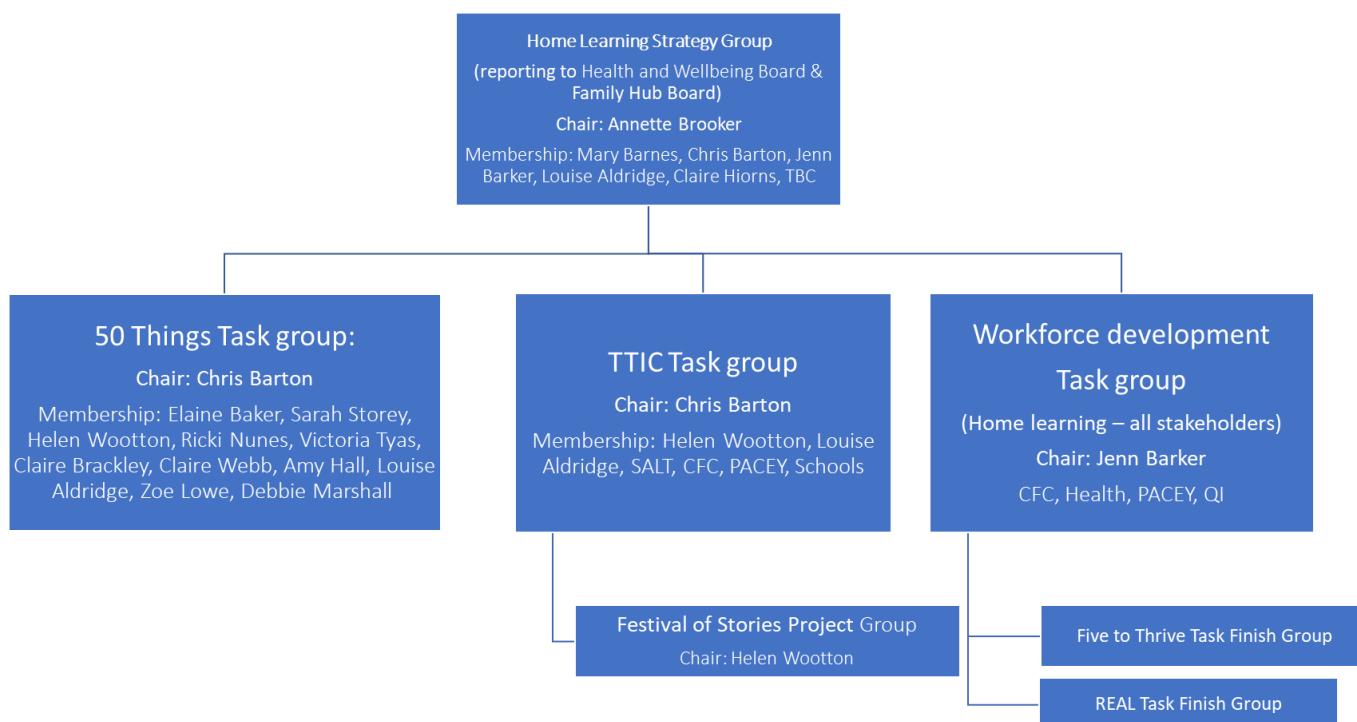 Home Learning Strategy Group
(reporting to Health and Wellbeing Board &
Family Hub Board)
Chair: Annette Brooker
Membership: Mary Barnes, Chris Barton, Jenn
Barker, Louise Aldridge, Claire Hiorns, TBC
50 Things Task group:
Chair: Chris Barton
Membership: Elaine Baker, Sarah Storey,
Helen Wootton, Ricki Nunes, Victoria Tyas,
Claire Brackley, Claire Webb, Amy Hall, Louise
Aldridge, Zoe Lowe, Debbie Marshall
TTIC Task group
Chair: Chris Barton
Membership: Helen Wootton, Louise
Aldridge, SALT, CFC, PACEY, Schools
Workforce development
Task group
(Home learning – all stakeholders)
Chair: Jenn Barker
CFC, Health, PACEY, QI
Festival of Stories Project Group
Chair: Helen Wootton
Five to Thrive Task Finish Group
REAL Task Finish Group